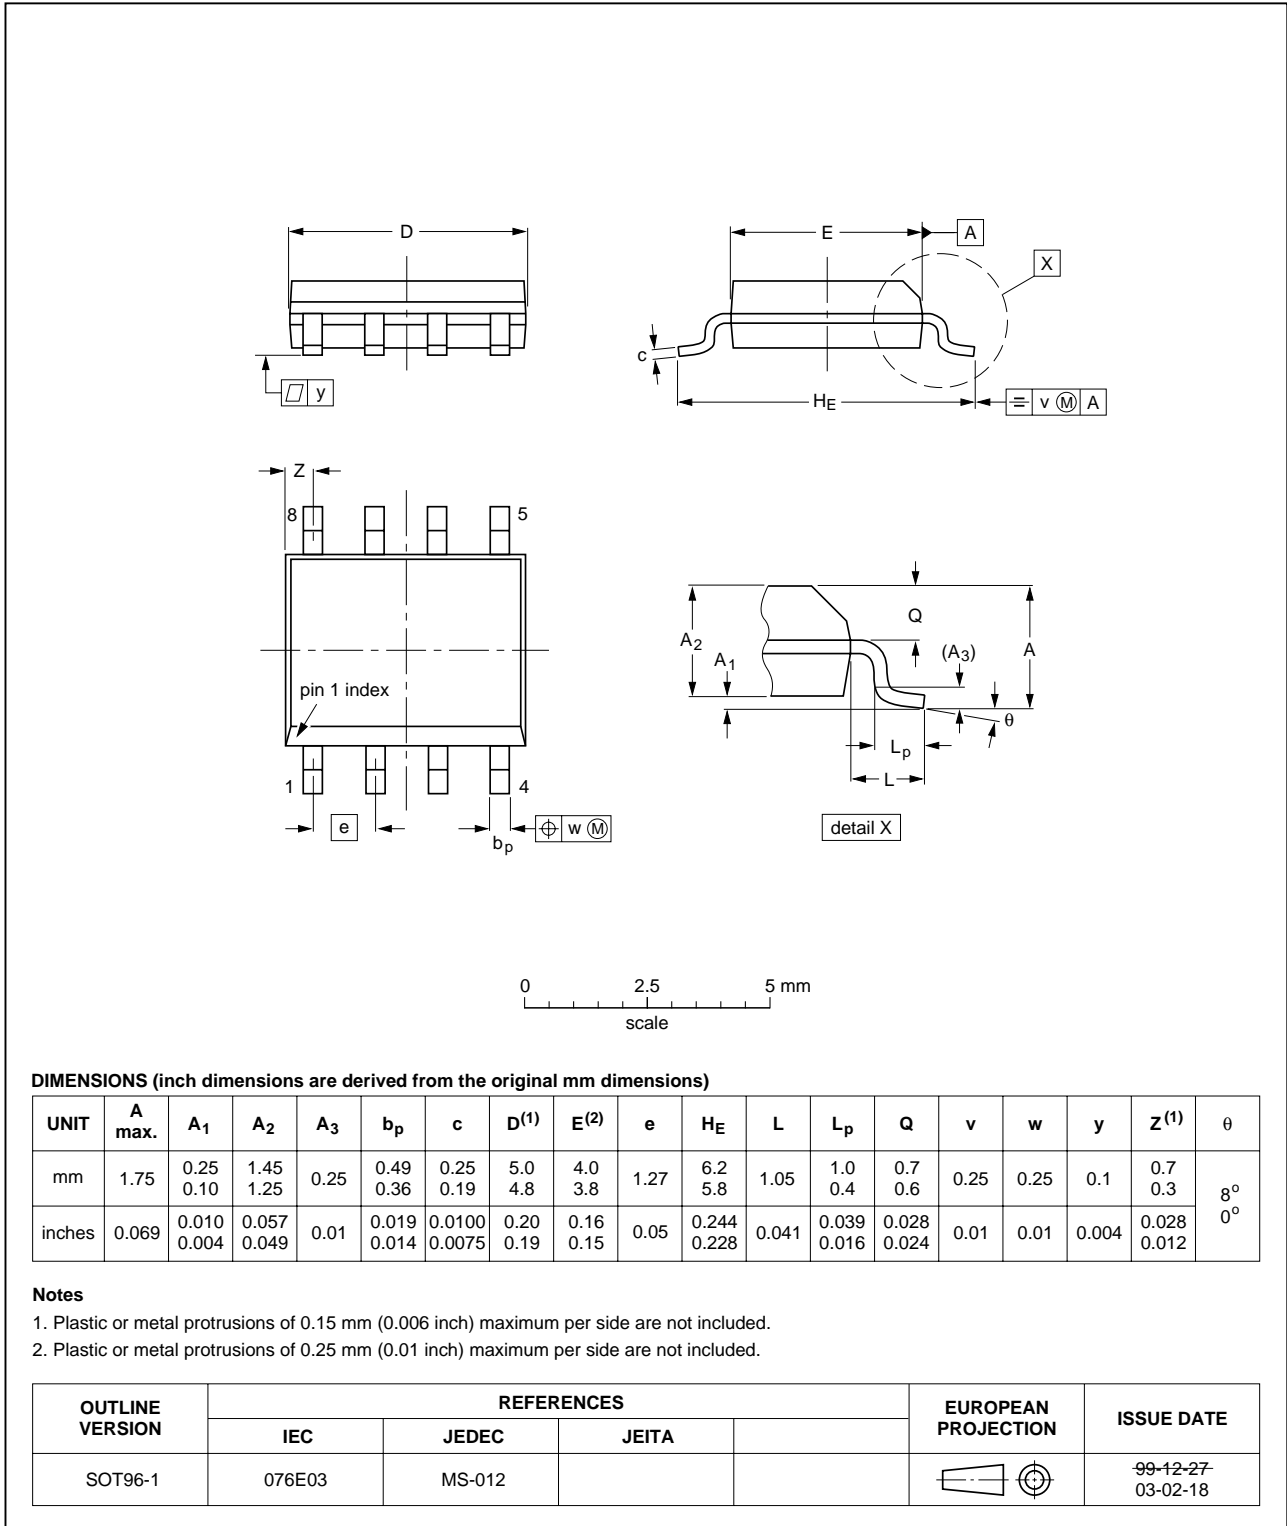 D
E
A
X
c
y
HE
v M A
Z
8
5
pin 1 index
1
4
e
bp
w M
A2
A1
Q
(A3)
A
θ
Lp
L
detail X
0 2.5 5 mm
scale
DIMENSIONS (inch dimensions are derived from the original mm dimensions)
UNIT A max. A1 A2 A3 bp c D(1) E(2) e HE L Lp Q v w y Z(1) θ
mm 1.75 0.25 0.10 1.45 1.25 0.25 0.49 0.36 0.25 0.19 5.0 4.8 4.0 3.8 1.27 6.2 5.8 1.05 1.0 0.4 0.7 0.6 0.25 0.25 0.1 0.7 0.3 8° 0°
inches 0.069 0.010 0.004 0.057 0.049 0.01 0.019 0.014 0.0100 0.0075 0.20 0.19 0.16 0.15 0.05 0.244 0.228 0.041 0.039 0.016 0.028 0.024 0.01 0.01 0.004 0.028 0.012
Notes
1. Plastic or metal protrusions of 0.15 mm (0.006 inch) maximum per side are not included.
2. Plastic or metal protrusions of 0.25 mm (0.01 inch) maximum per side are not included.
OUTLINE VERSION REFERENCES EUROPEAN PROJECTION ISSUE DATE
IEC JEDEC JEITA
SOT96-1 076E03 MS-012 99-12-27
03-02-18